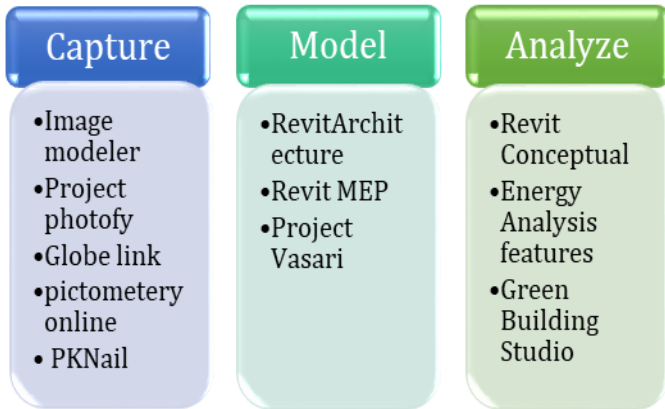 Capture
•Image
modeler
•Project
photofy
•Globe link
•pictometery
online
• PKNail
Model
•RevitArchit
ecture
•Revit MEP
•Project
Vasari
Analyze
•Revit
Conceptual
•Energy
Analysis
features
•Green
Building
Studio